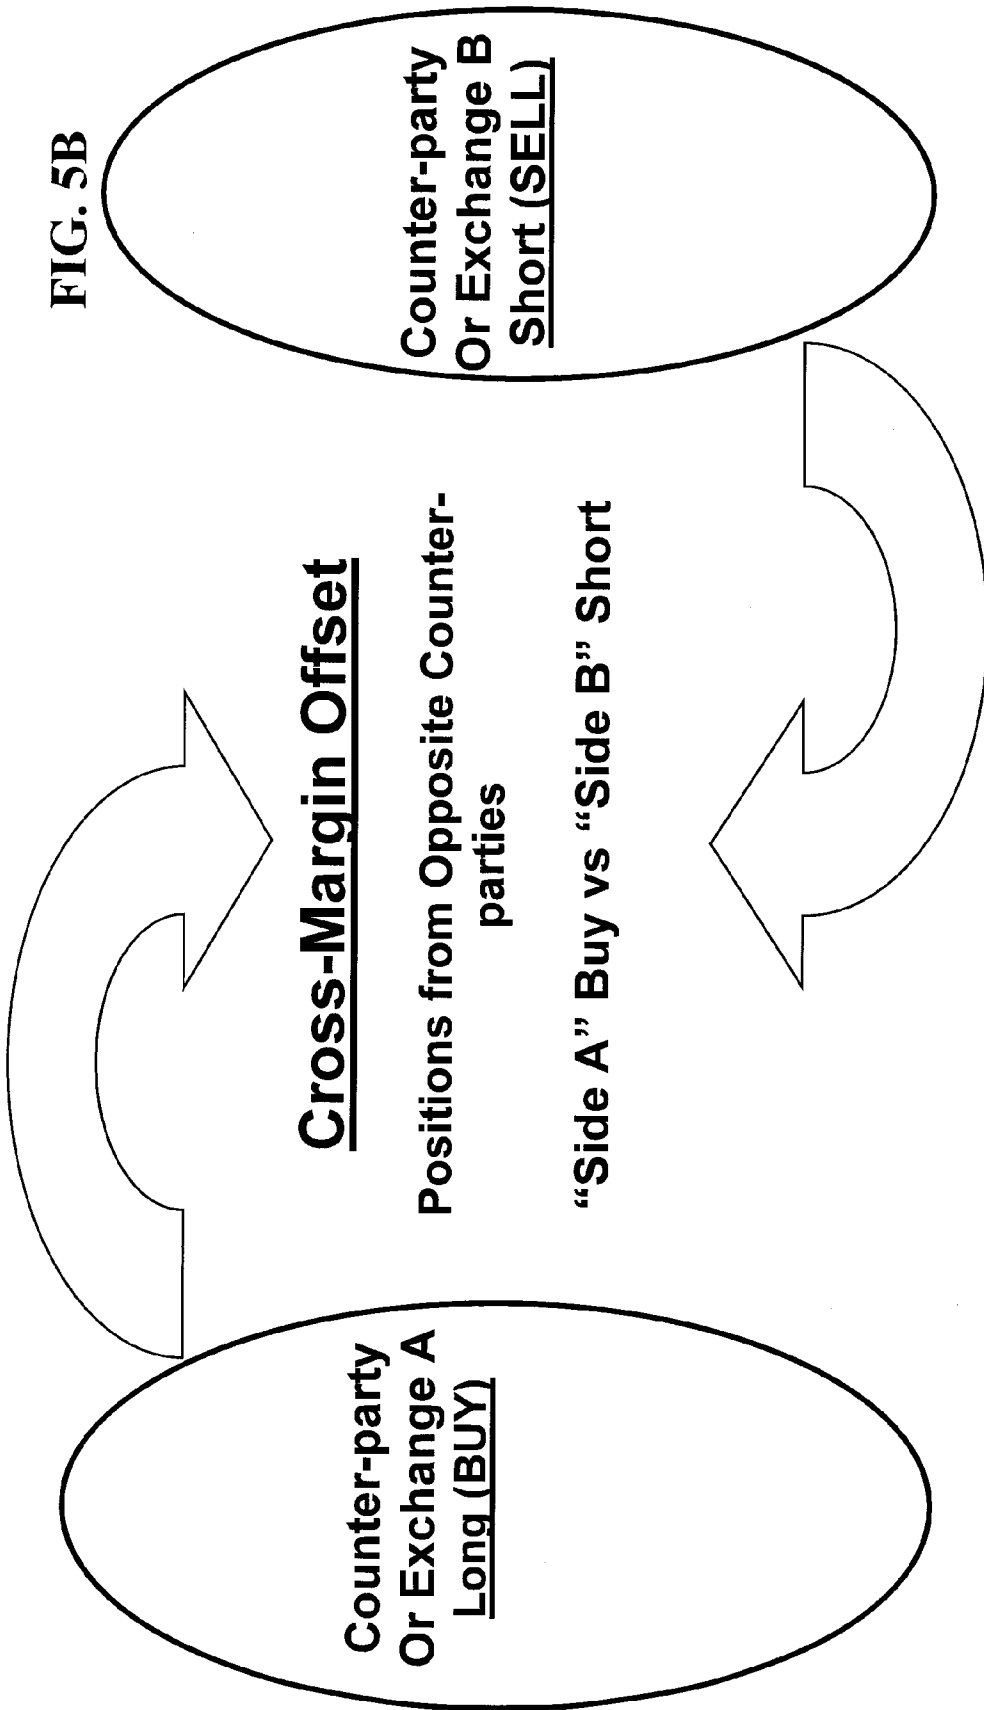 FIG. 5B
Counter-party
Or Exchange A
Long (BUY)
Cross-Margin Offset
Positions from Opposite Counter-
parties
“Side A” Buy vs “Side B” Short
Counter-party
Or Exchange B
Short (SELL)